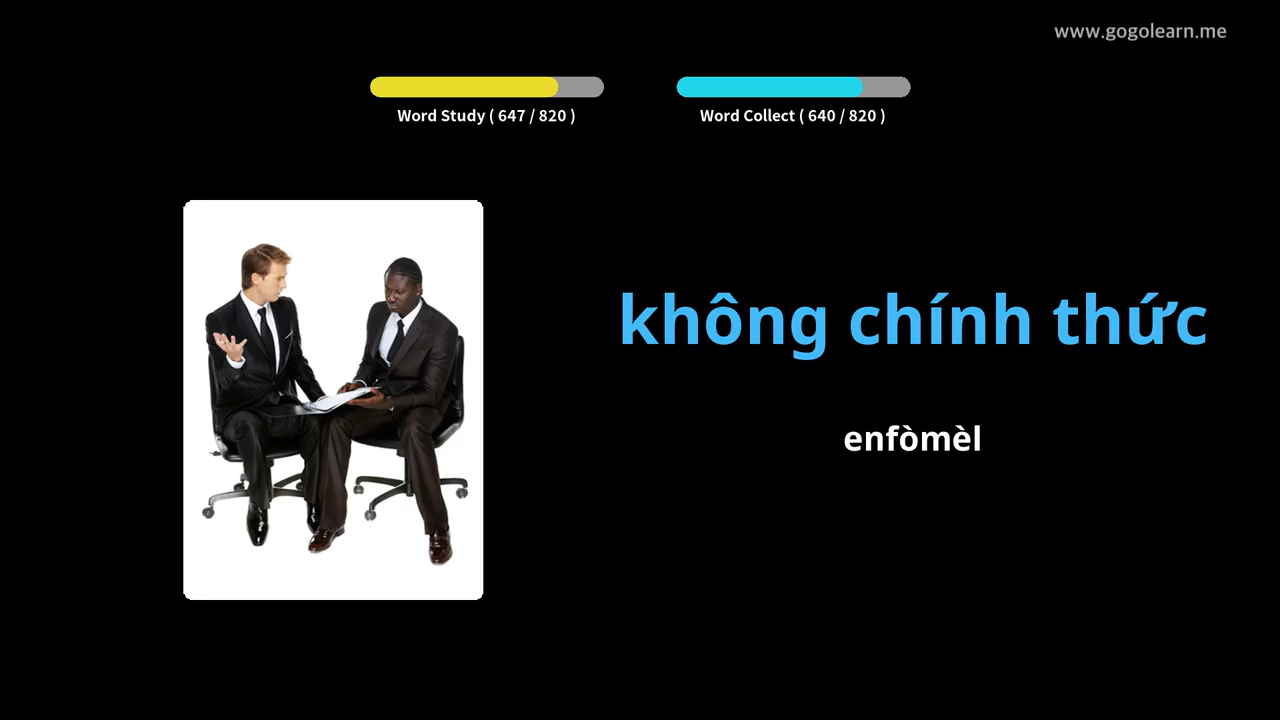 www.gogolearn.me
Word Study ( 647 / 820 )
Word Collect ( 640 / 820 )
không chính thức
enfòmèl